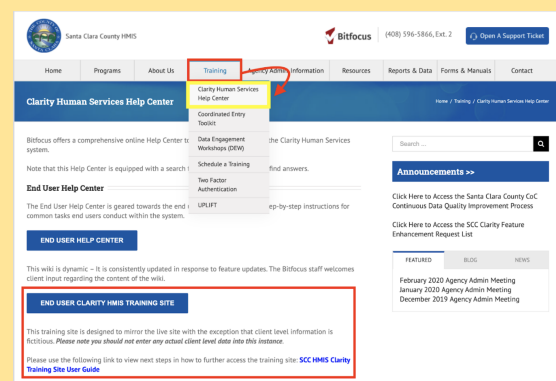 Santa Clara County HMIS
Bitfocus
(408) 596-5866, Ext. 2
Open A Support Ticket
Home Programs About Us Training Agency Admin Information Resources Reports & Data Forms & Manuals Contact
Clarity Human Services Help Center
Home / Training / Clarity Human Services Help Center
Clarity Human Services
Help Center
Coordinated Entry
Toolkit
Data Engagement
Workshops (DEW)
Schedule a Training
Two Factor
Authentication
UPLIFT
Bitfocus offers a comprehensive online Help Center to the Clarity Human Services
system.
Note that this Help Center is equipped with a search find answers.
End User Help Center
The End User Help Center is geared towards the end ep-by-step instructions for
common tasks end users conduct within the system.
END USER HELP CENTER
This wiki is dynamic – It is consistently updated in response to feature updates. The Bitfocus staff welcomes
client input regarding the content of the wiki.
END USER CLARITY HMIS TRAINING SITE
This training site is designed to mirror the live site with the exception that client level information is
fictitious. Please note you should not enter any actual client level data into this instance.
Please use the following link to view next steps in how to further access the training site: SCC HMIS Clarity
Training Site User Guide
Search ...
Announcements >>
Click Here to Access the Santa Clara County CoC
Continuous Data Quality Improvement Process
Click Here to Access the SCC Clarity Feature
Enhancement Request List
FEATURED BLOG NEWS
February 2020 Agency Admin Meeting
January 2020 Agency Admin Meeting
December 2019 Agency Admin Meeting